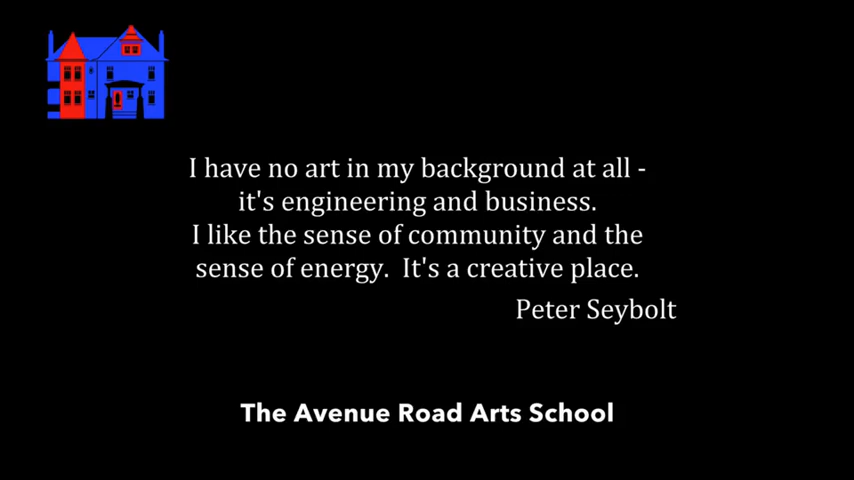 I have no art in my background at all -
it's engineering and business.
I like the sense of community and the
sense of energy.  It's a creative place.
Peter Seybolt
The Avenue Road Arts School